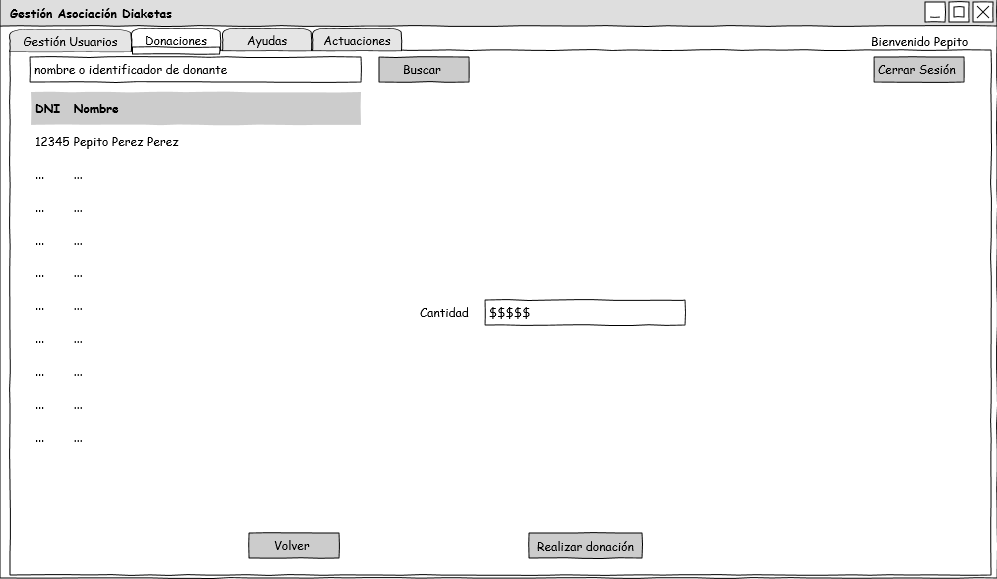 Gestión Asociación Diaketas
Gestión Usuarios Donaciones Ayudas Actuaciones Bienvenido Pepito
nombre o identificador de donante Buscar Cerrar Sesión
DNI Nombre
12345 Pepito Perez Perez
... ...
... ...
... ...
... ...
... ...
Cantidad $$$$$
... ...
... ...
... ...
... ...
Volver Realizar donación